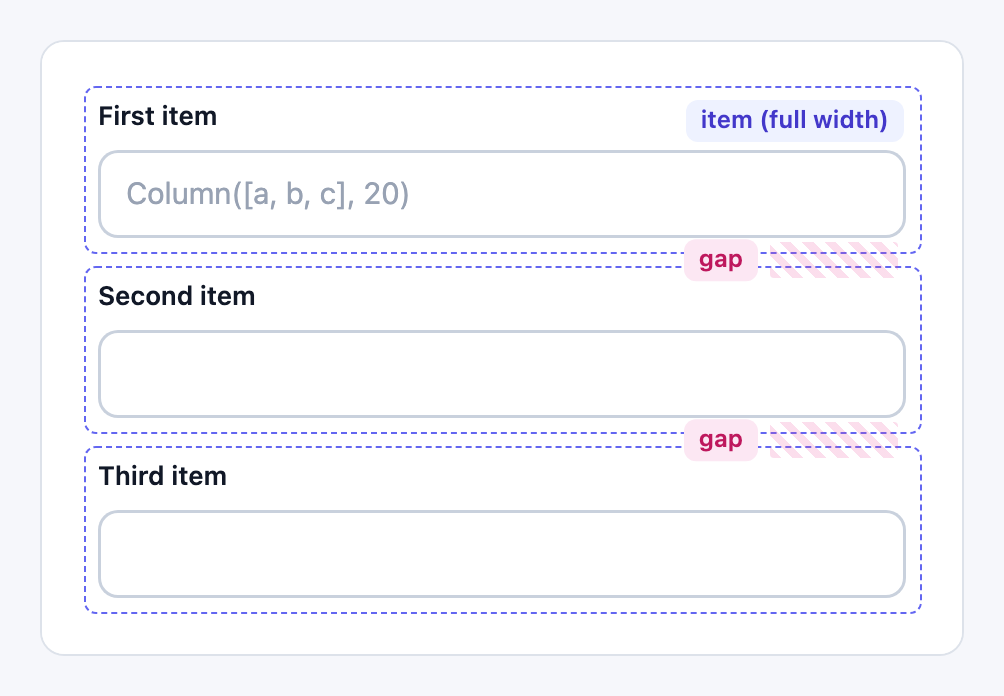 First item
item (full width)
Column([a, b, c], 20)
gap
Second item
gap
Third item